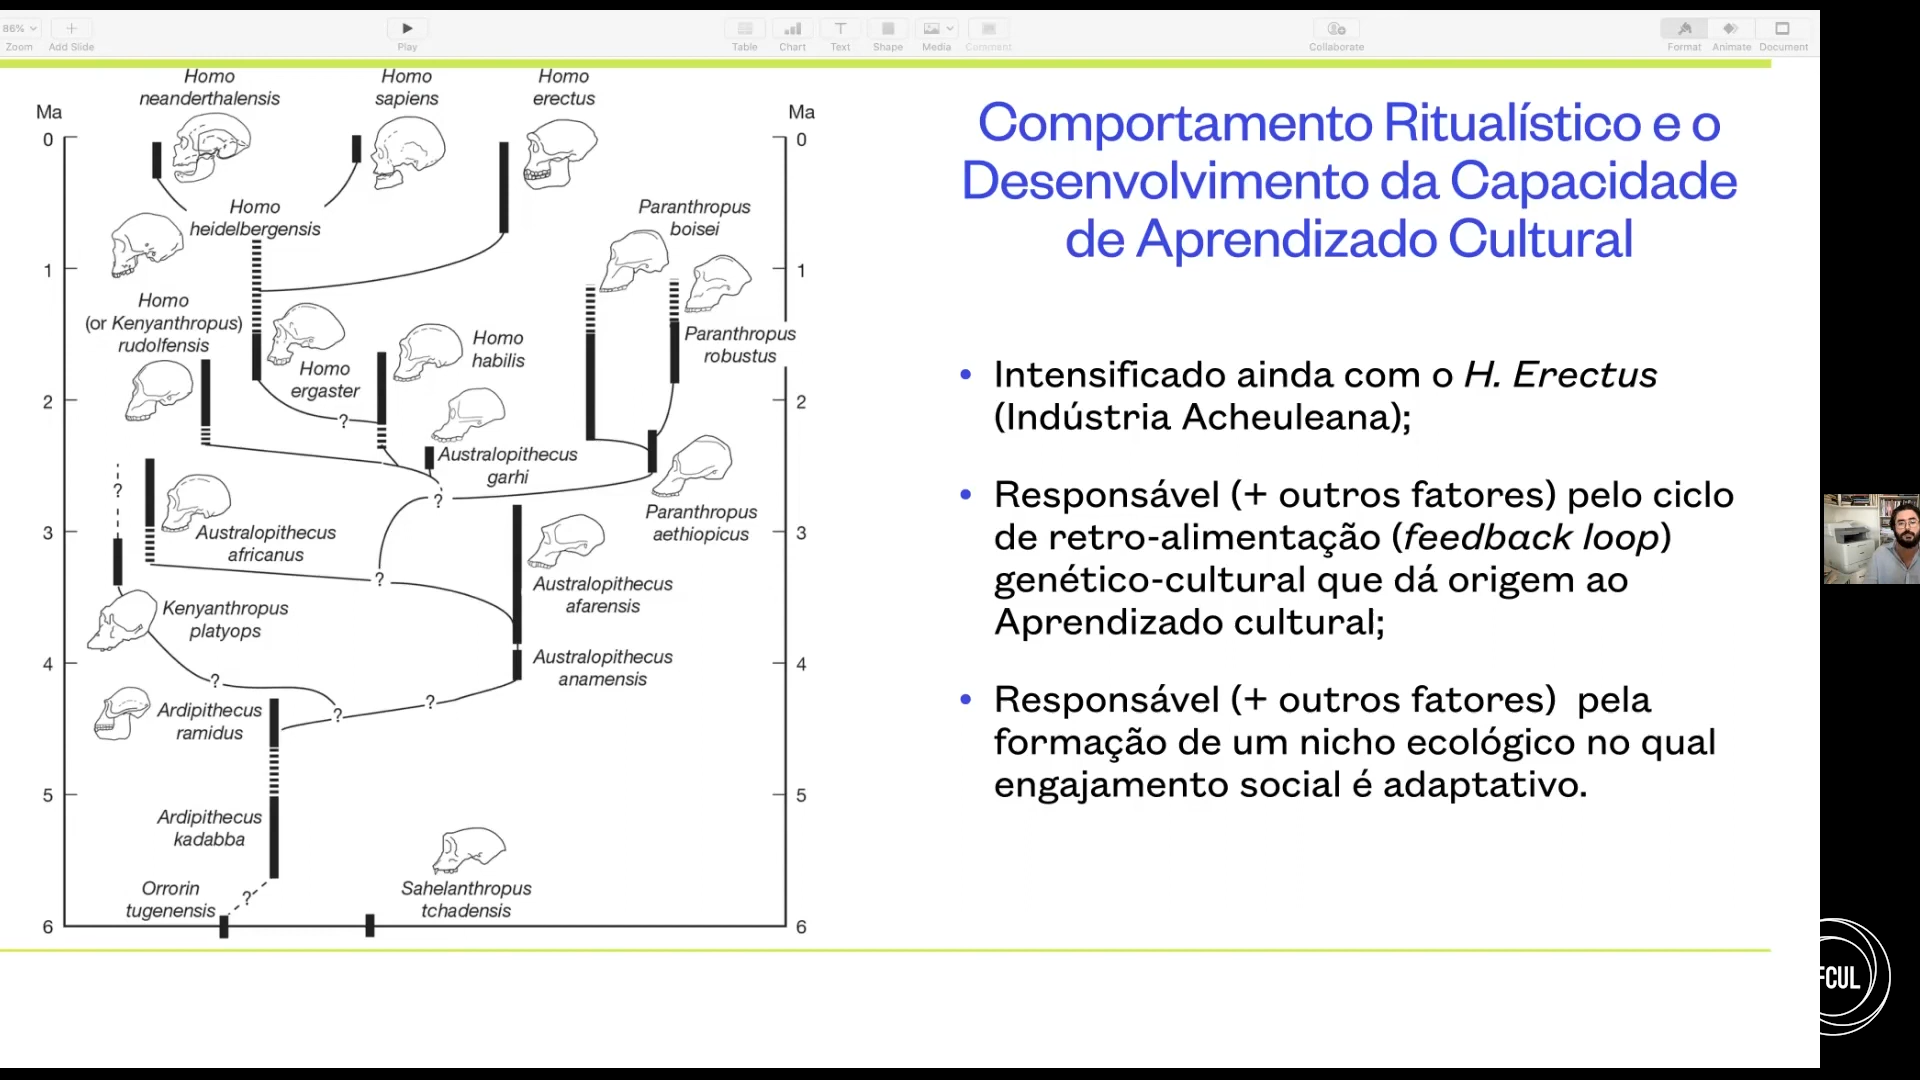 86%
Zoom
Add Slide
Play
Table
Chart
Text
Shape
Media
Comment
Collaborate
Format
Animate
Document
Comportamento Ritualístico e o
Desenvolvimento da Capacidade
de Aprendizado Cultural
• Intensificado ainda com o H. Erectus
(Indústria Acheuleana);
• Responsável (+ outros fatores) pelo ciclo
de retro-alimentação (feedback loop)
genético-cultural que dá origem ao
Aprendizado cultural;
• Responsável (+ outros fatores) pela
formação de um nicho ecológico no qual
engajamento social é adaptativo.
Homo
neanderthalensis
Homo
sapiens
Homo
erectus
Ma
Ma
0
0
Homo
heidelbergensis
Paranthropus
boisei
1
1
Homo
(or Kenyanthropus)
rudolfensis
Homo
ergaster
Homo
habilis
Paranthropus
robustus
2
2
?
Australopithecus
garhi
?
?
Paranthropus
aethiopicus
3
3
Australopithecus
africanus
?
Australopithecus
afarensis
Kenyanthropus
platyops
4
4
Australopithecus
anamensis
?
?
?
Ardipithecus
ramidus
5
5
Ardipithecus
kadabba
Orrorin
tugenensis
?
Sahelanthropus
tchadensis
6
6
FCUL